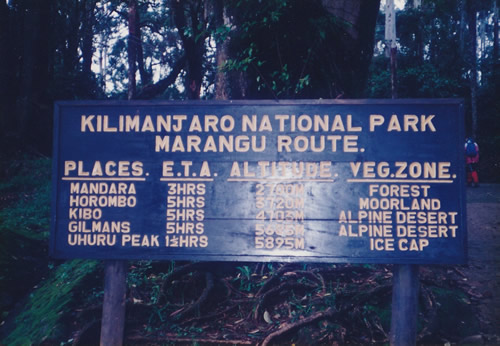 KILIMANJARO NATIONAL PARK
MARANGU ROUTE.
PLACES. E.T.A. ALTITUDE. VEG.ZONE.
MANDARA 3HRS 2700M FOREST
HOROMBO 5HRS 3720M MOORLAND
KIBO 5HRS 4703M ALPINE DESERT
GILMANS 5HRS ALPINE DESERT
UHURU PEAK 1½HRS 5895M ICE CAP